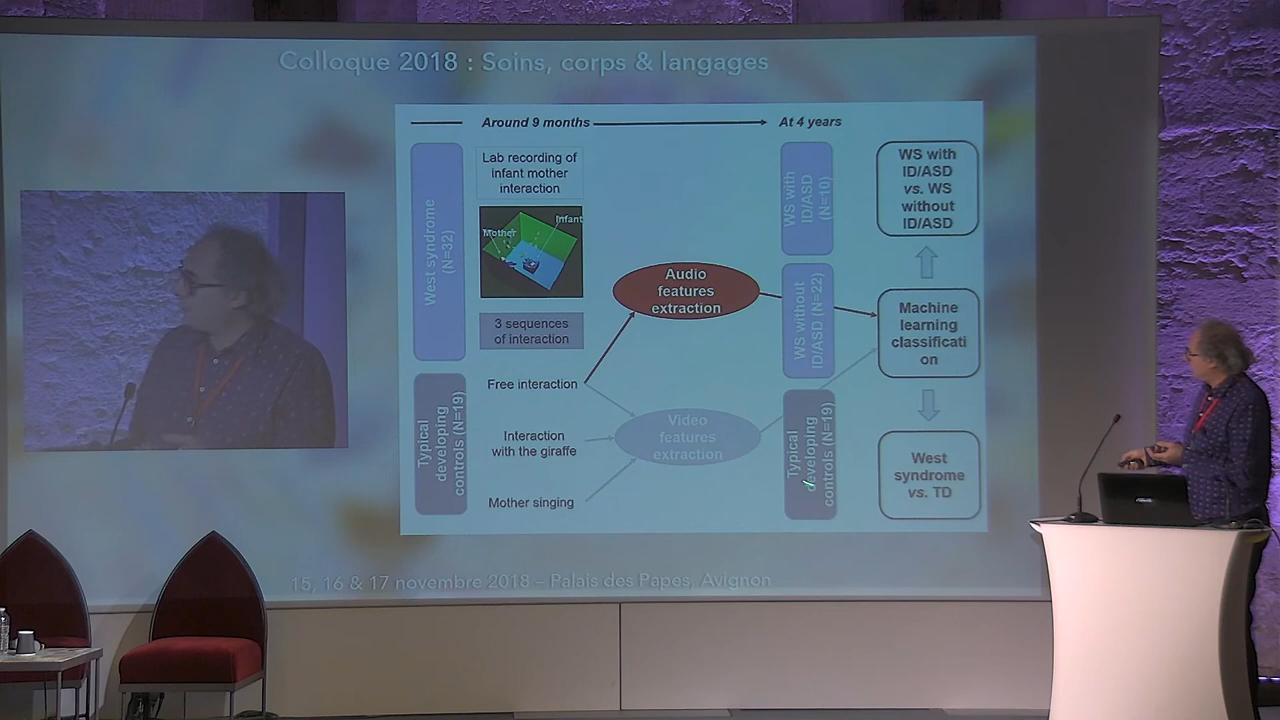 Colloque 2018 : Soins, corps & langages
Around 9 months
At 4 years
West syndrome
(N=32)
Typical
developing
controls (N=19)
Lab recording of
infant mother
interaction
Infant
Mother
3 sequences
of interaction
Free interaction
Interaction
with the giraffe
Mother singing
Audio
features
extraction
Video
features
extraction
WS with
ID/ASD
(N=10)
WS without
ID/ASD (N=22)
Typical
developing
controls (N=19)
WS with
ID/ASD
vs. WS
without
ID/ASD
Machine
learning
classificati
on
West
syndrome
vs. TD
15, 16 & 17 novembre 2018 – Palais des Papes, Avignon